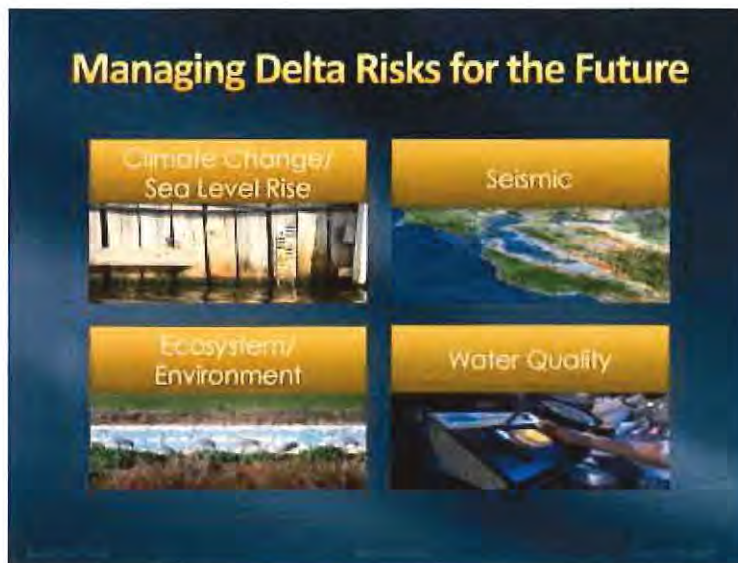 Managing Delta Risks for the Future
Climate Change/
Sea Level Rise
Seismic
Ecosystem/
Environment
Water Quality